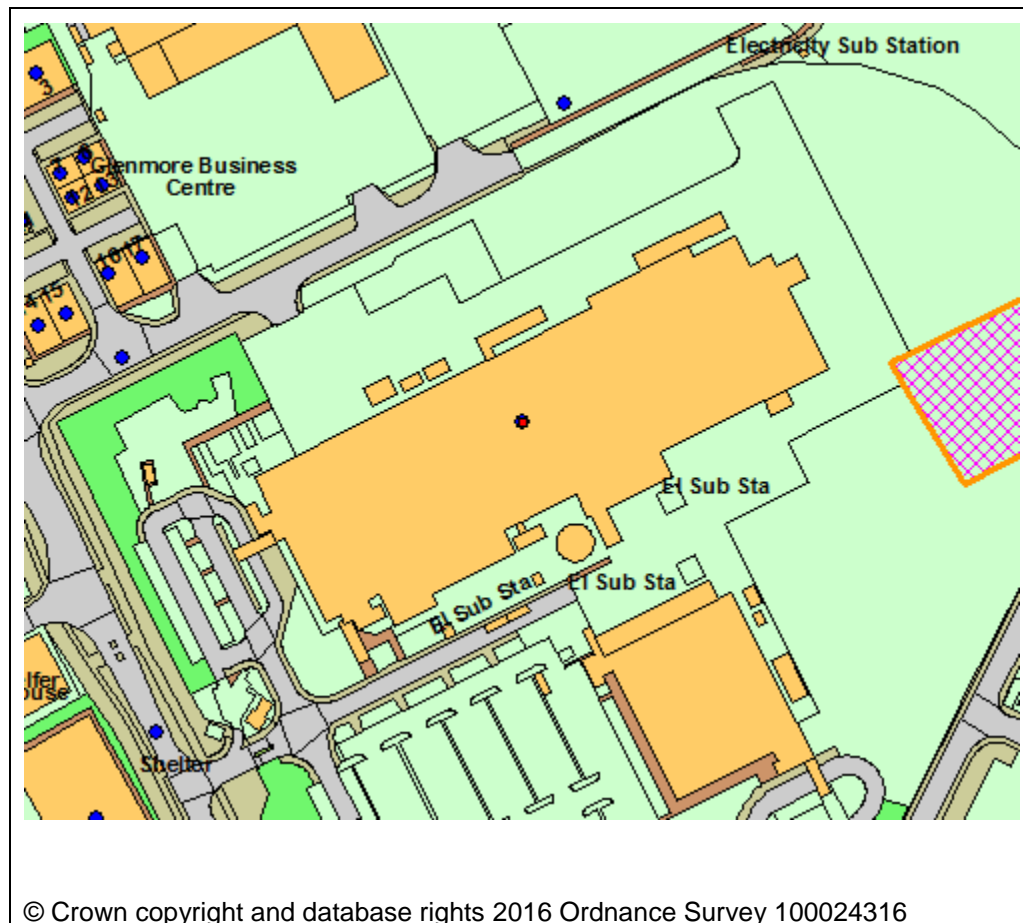 Electricity Sub Station
3
Glenmore Business
Centre
17
15
El Sub Sta
El Sub Sta
El Sub Sta
Shelter
© Crown copyright and database rights 2016 Ordnance Survey 100024316